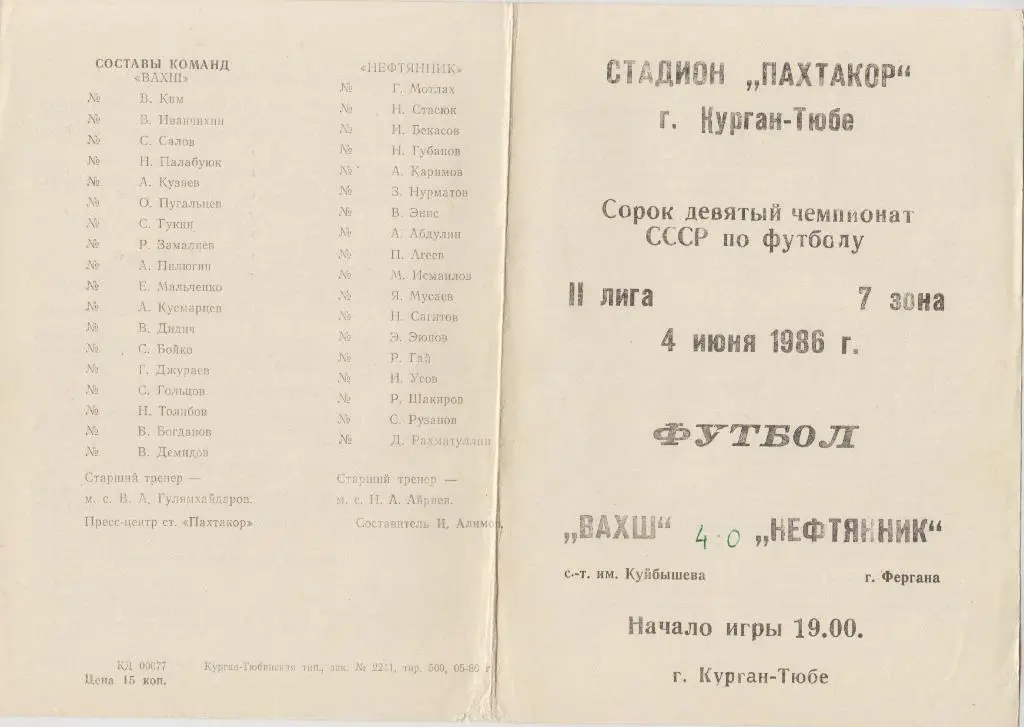 СОСТАВЫ КОМАНД
«ВАХШ»
№ В. Ким
№ В. Иванчихин
№ С. Салов
№ Н. Палабуюк
№ А. Кузяев
№ О. Пугальцев
№ С. Тукин
№ Р. Замалиев
№ А. Пилюгин
№ Е. Мальченко
№ А. Кусмарцев
№ В. Дидич
№ С. Бойко
№ Г. Джураев
№ С. Гольцов
№ Н. Толибов
№ В. Богданов
№ В. Демидов
Старший тренер —
м. с. В. А. Гулямхайдаров.
Пресс-центр ст. «Пахтакор»
КД 00677 Курган-Тюбинская тип., зак. № 2211, тир. 500, 05-86 г
Цена 15 коп.
«НЕФТЯННИК»
№ Г. Мотлах
№ Н. Стасюк
№ И. Бекасов
№ Н. Губанов
№ А. Каримов
№ З. Нурматов
№ В. Эннс
№ А. Абдулин
№ П. Агеев
№ М. Исмаилов
№ Я. Мусаев
№ Н. Сагитов
№ Э. Эюпов
№ Р. Гай
№ И. Усов
№ Р. Шакиров
№ С. Рузанов
№ Д. Рахматуллин
Старший тренер —
м. с. Н. А. Айриев.
Составитель И. Алимов.
СТАДИОН „ПАХТАКОР“
г. Курган-Тюбе
Сорок девятый чемпионат
СССР по футболу
II лига 7 зона
4 июня 1986 г.
ФУТБОЛ
„ВАХШ“ 4-0 „НЕФТЯННИК“
с.-т. им. Куйбышева г. Фергана
Начало игры 19.00.
г. Курган-Тюбе